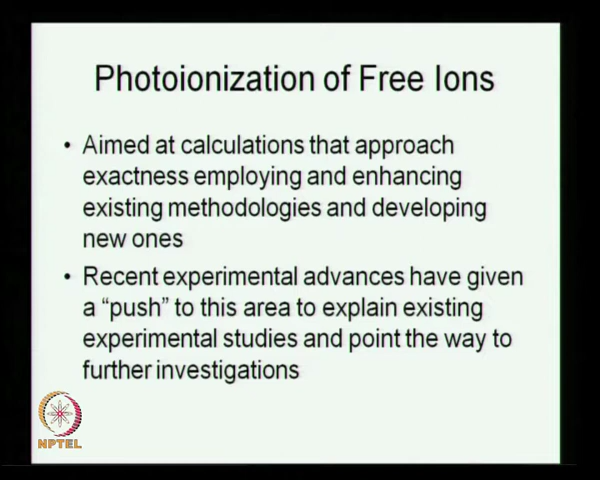 Photoionization of Free Ions
• Aimed at calculations that approach
exactness employing and enhancing
existing methodologies and developing
new ones
• Recent experimental advances have given
a “push” to this area to explain existing
experimental studies and point the way to
further investigations
NPTEL